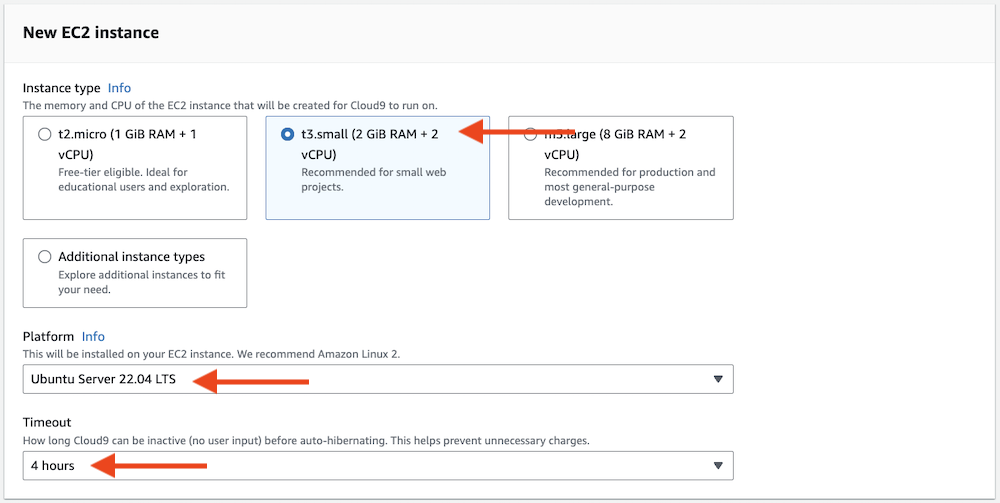 New EC2 instance
Instance type Info
The memory and CPU of the EC2 instance that will be created for Cloud9 to run on.
t2.micro (1 GiB RAM + 1
vCPU)
Free-tier eligible. Ideal for
educational users and exploration.
t3.small (2 GiB RAM + 2
vCPU)
Recommended for small web
projects.
m5.large (8 GiB RAM + 2
vCPU)
Recommended for production and
most general-purpose
development.
Additional instance types
Explore additional instances to fit
your need.
Platform Info
This will be installed on your EC2 instance. We recommend Amazon Linux 2.
Ubuntu Server 22.04 LTS
Timeout
How long Cloud9 can be inactive (no user input) before auto-hibernating. This helps prevent unnecessary charges.
4 hours